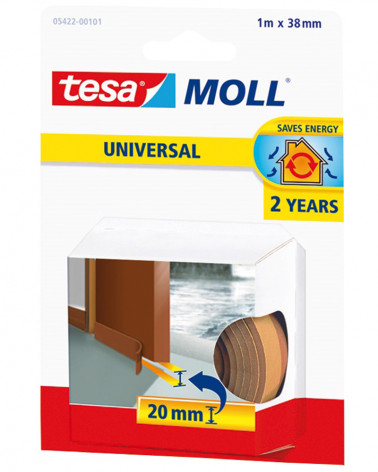 05422-00101
1m x 38mm
tesa MOLL®
UNIVERSAL
SAVES ENERGY
2 YEARS
20 mm